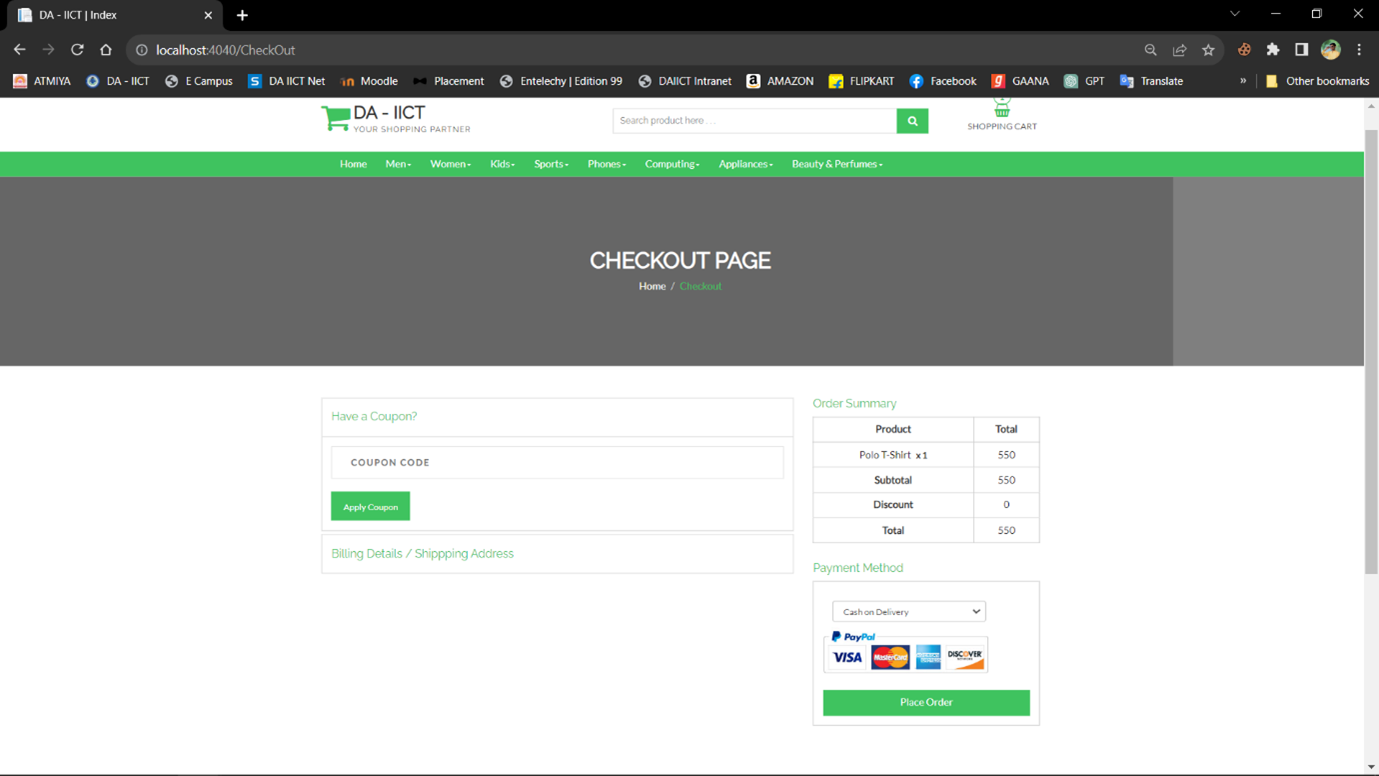 DA - IICT | Index
localhost:4040/CheckOut
ATMIYA DA - IICT E Campus DA IICT Net Moodle Placement Entelechy | Edition 99 DAIICT Intranet AMAZON FLIPKART Facebook GAANA GPT Translate » Other bookmarks
DA - IICT
YOUR SHOPPING PARTNER
Search product here . . .
SHOPPING CART
Home Men Women Kids Sports Phones Computing Appliances Beauty & Perfumes
CHECKOUT PAGE
Home / Checkout
Have a Coupon?
COUPON CODE
Apply Coupon
Billing Details / Shippping Address
Order Summary
Product Total
Polo T-Shirt x 1 550
Subtotal 550
Discount 0
Total 550
Payment Method
Cash on Delivery
PayPal
VISA MasterCard DISCOVER
Place Order